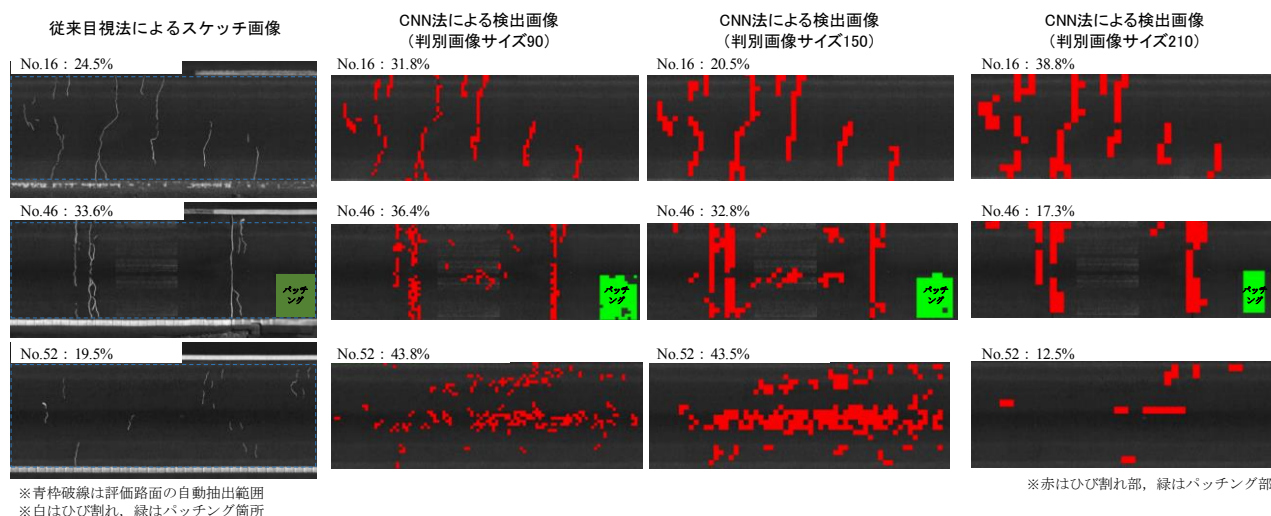 従来目視法によるスケッチ画像
CNN法による検出画像
（判別画像サイズ90）
CNN法による検出画像
（判別画像サイズ150）
CNN法による検出画像
（判別画像サイズ210）
No.16：24.5%
No.16：31.8%
No.16：20.5%
No.16：38.8%
No.46：33.6%
No.46：36.4%
No.46：32.8%
No.46：17.3%
パッチ
ング
パッチ
ング
パッチ
ング
パッチ
ング
No.52：19.5%
No.52：43.8%
No.52：43.5%
No.52：12.5%
※青枠破線は評価路面の自動抽出範囲
※白はひび割れ，緑はパッチング箇所
※赤はひび割れ部，緑はパッチング部